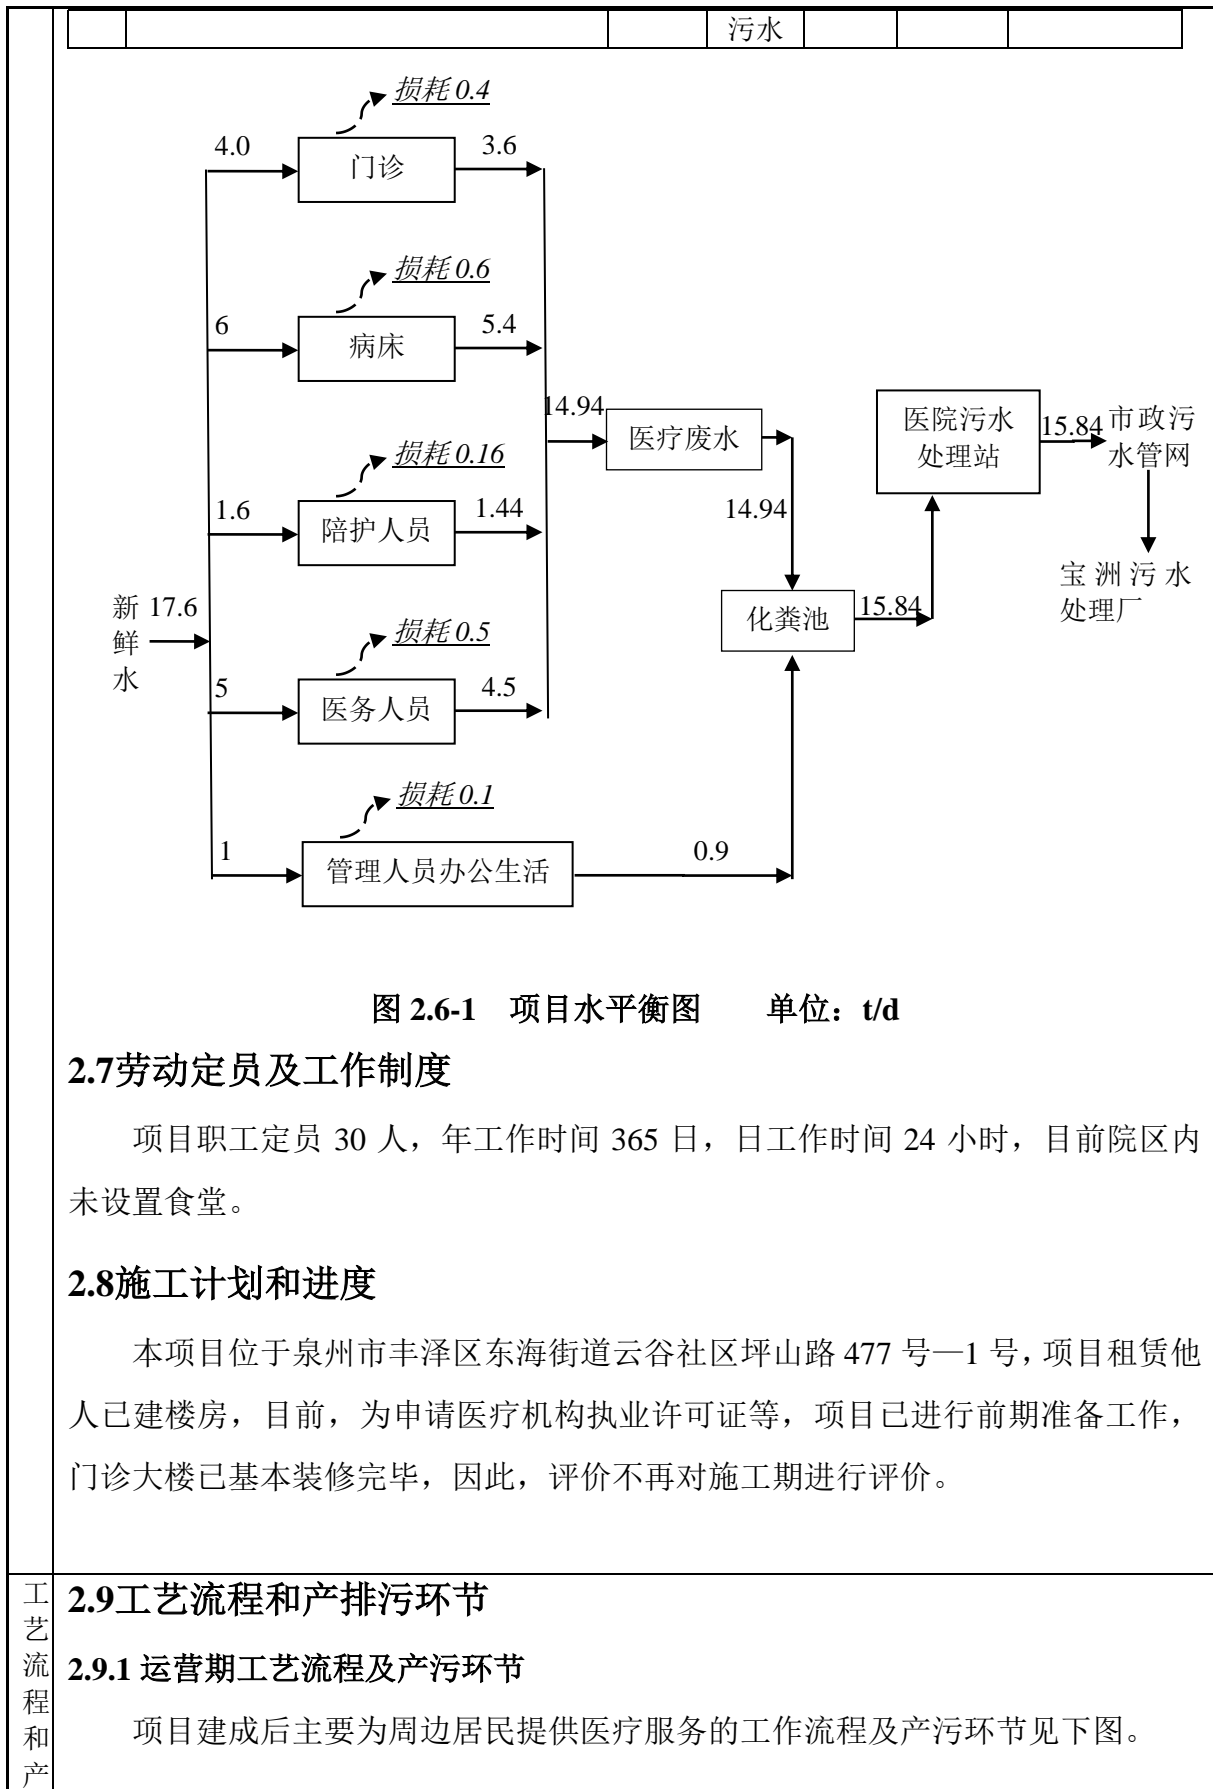 污水
损耗 0.4
4.0
门诊
3.6
损耗 0.6
6
病床
5.4
14.94
医疗废水
医院污水
处理站
15.84
市政污
水管网
损耗 0.16
1.6
陪护人员
1.44
14.94
宝洲污水
处理厂
新
鲜
水
17.6
化粪池
15.84
损耗 0.5
5
医务人员
4.5
损耗 0.1
1
管理人员办公生活
0.9
图 2.6-1 项目水平衡图 单位：t/d
2.7劳动定员及工作制度
项目职工定员 30 人，年工作时间 365 日，日工作时间 24 小时，目前院区内
未设置食堂。
2.8施工计划和进度
本项目位于泉州市丰泽区东海街道云谷社区坪山路 477 号—1 号，项目租赁他
人已建楼房，目前，为申请医疗机构执业许可证等，项目已进行前期准备工作，
门诊大楼已基本装修完毕，因此，评价不再对施工期进行评价。
工
艺
流
程
和
产
2.9工艺流程和产排污环节
2.9.1 运营期工艺流程及产污环节
项目建成后主要为周边居民提供医疗服务的工作流程及产污环节见下图。